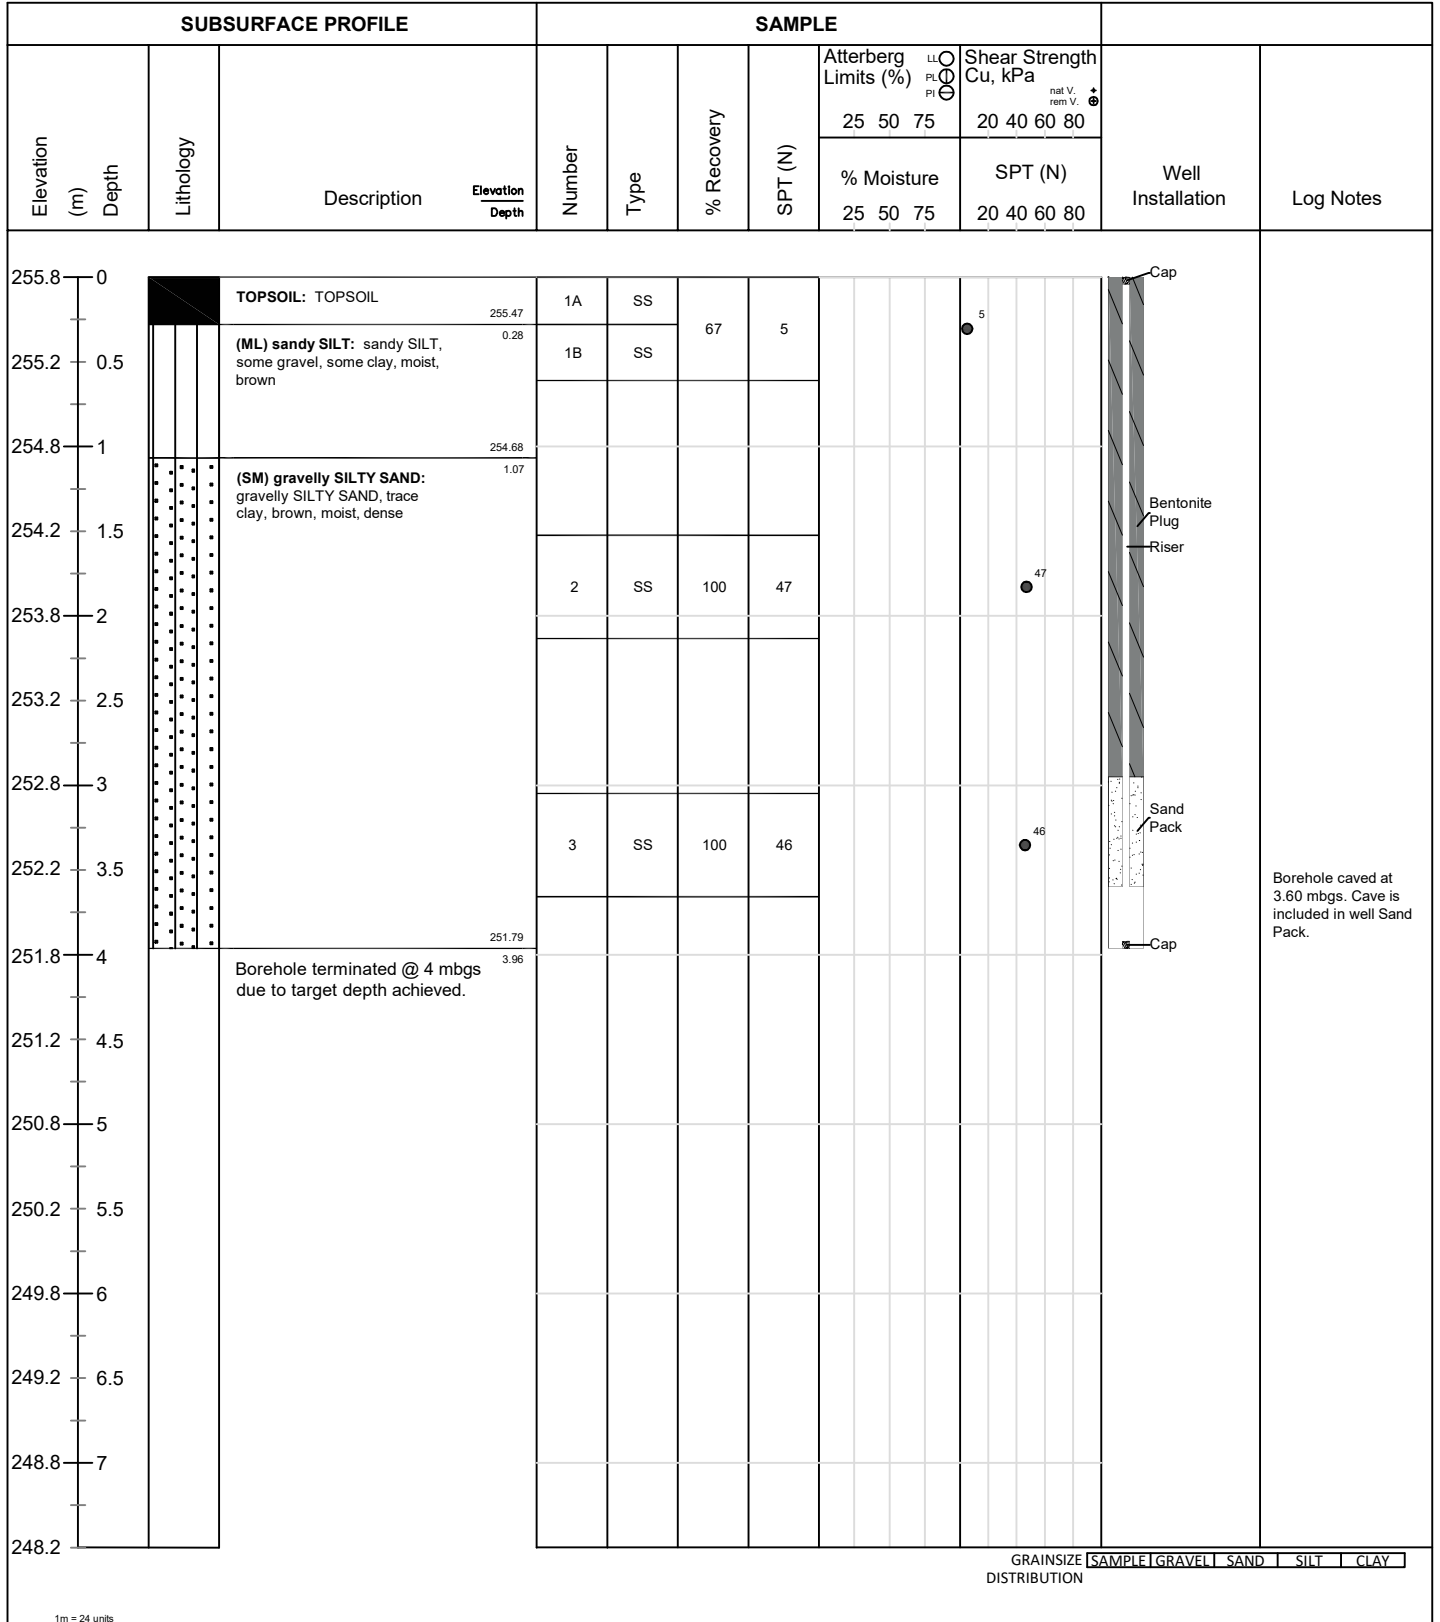 SUBSURFACE PROFILE
SAMPLE
Elevation
(m)
Depth
Lithology
Description
Elevation
Depth
Number
Type
% Recovery
SPT (N)
Atterberg
Limits (%)
LL
PL
PI
25 50 75
% Moisture
25 50 75
Shear Strength
Cu, kPa
nat V.
rem V.
20 40 60 80
SPT (N)
20 40 60 80
Well
Installation
Log Notes
255.8 0
TOPSOIL: TOPSOIL
255.47
0.28
1A SS
67 5
5
Cap
(ML) sandy SILT: sandy SILT,
some gravel, some clay, moist,
brown
1B SS
255.2 0.5
254.8 1
254.68
1.07
(SM) gravelly SILTY SAND:
gravelly SILTY SAND, trace
clay, brown, moist, dense
254.2 1.5
Bentonite
Plug
Riser
2 SS 100 47
47
253.8 2
253.2 2.5
252.8 3
Sand
Pack
3 SS 100 46
46
252.2 3.5
Borehole caved at
3.60 mbgs. Cave is
included in well Sand
Pack.
251.79
3.96
Cap
251.8 4
Borehole terminated @ 4 mbgs
due to target depth achieved.
251.2 4.5
250.8 5
250.2 5.5
249.8 6
249.2 6.5
248.8 7
248.2
GRAINSIZE
DISTRIBUTION
SAMPLE GRAVEL SAND SILT CLAY
1m = 24 units